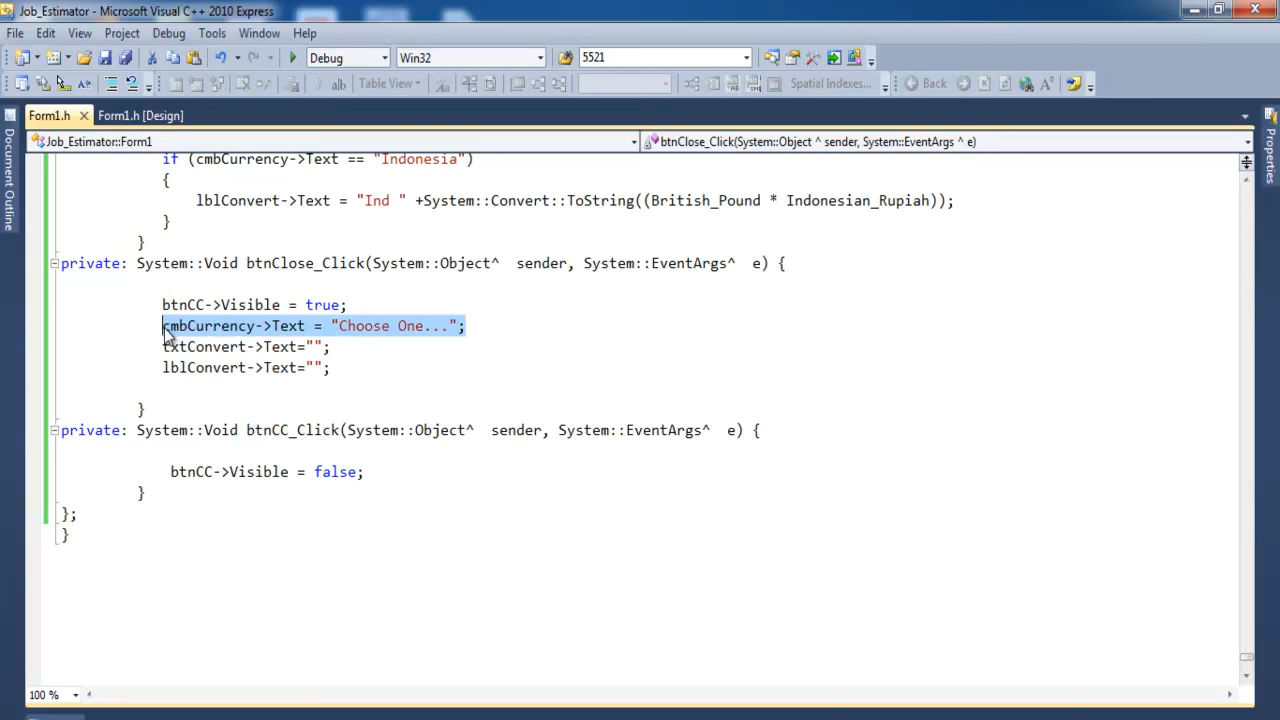 Job_Estimator - Microsoft Visual C++ 2010 Express
File Edit View Project Debug Tools Window Help
Debug Win32 5521
Table View Spatial Indexes... Back
Form1.h Form1.h [Design]
Job_Estimator::Form1 btnClose_Click(System::Object ^ sender, System::EventArgs ^ e)
Document Outline
Properties
if (cmbCurrency->Text == "Indonesia")
{
lblConvert->Text = "Ind " +System::Convert::ToString((British_Pound * Indonesian_Rupiah));
}
}
private: System::Void btnClose_Click(System::Object^  sender, System::EventArgs^  e) {
btnCC->Visible = true;
cmbCurrency->Text = "Choose One...";
txtConvert->Text="";
lblConvert->Text="";
}
private: System::Void btnCC_Click(System::Object^  sender, System::EventArgs^  e) {
btnCC->Visible = false;
}
};
}
100 %